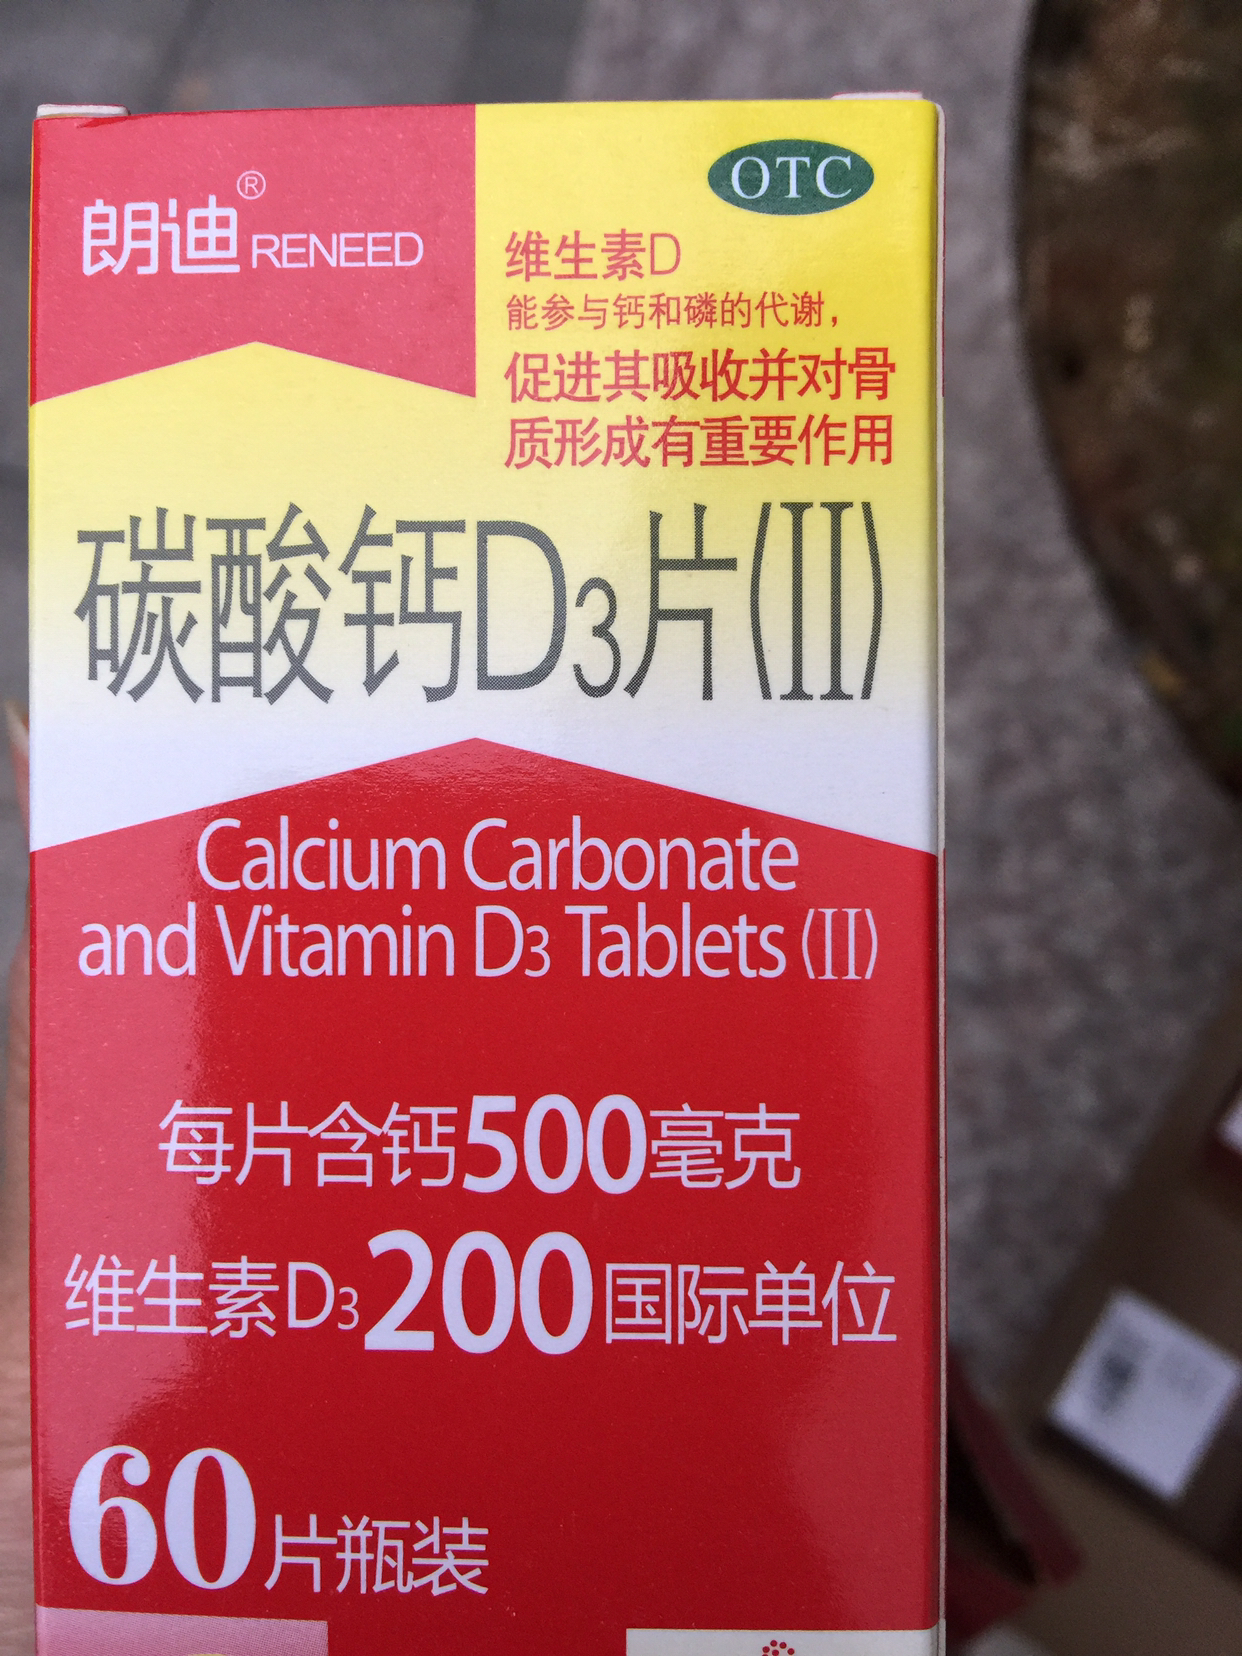 朗迪® RENEED
OTC
维生素D
能参与钙和磷的代谢，
促进其吸收并对骨
质形成有重要作用
碳酸钙D3片(II)
Calcium Carbonate
and Vitamin D3 Tablets (II)
每片含钙500毫克
维生素D3 200国际单位
60片瓶装